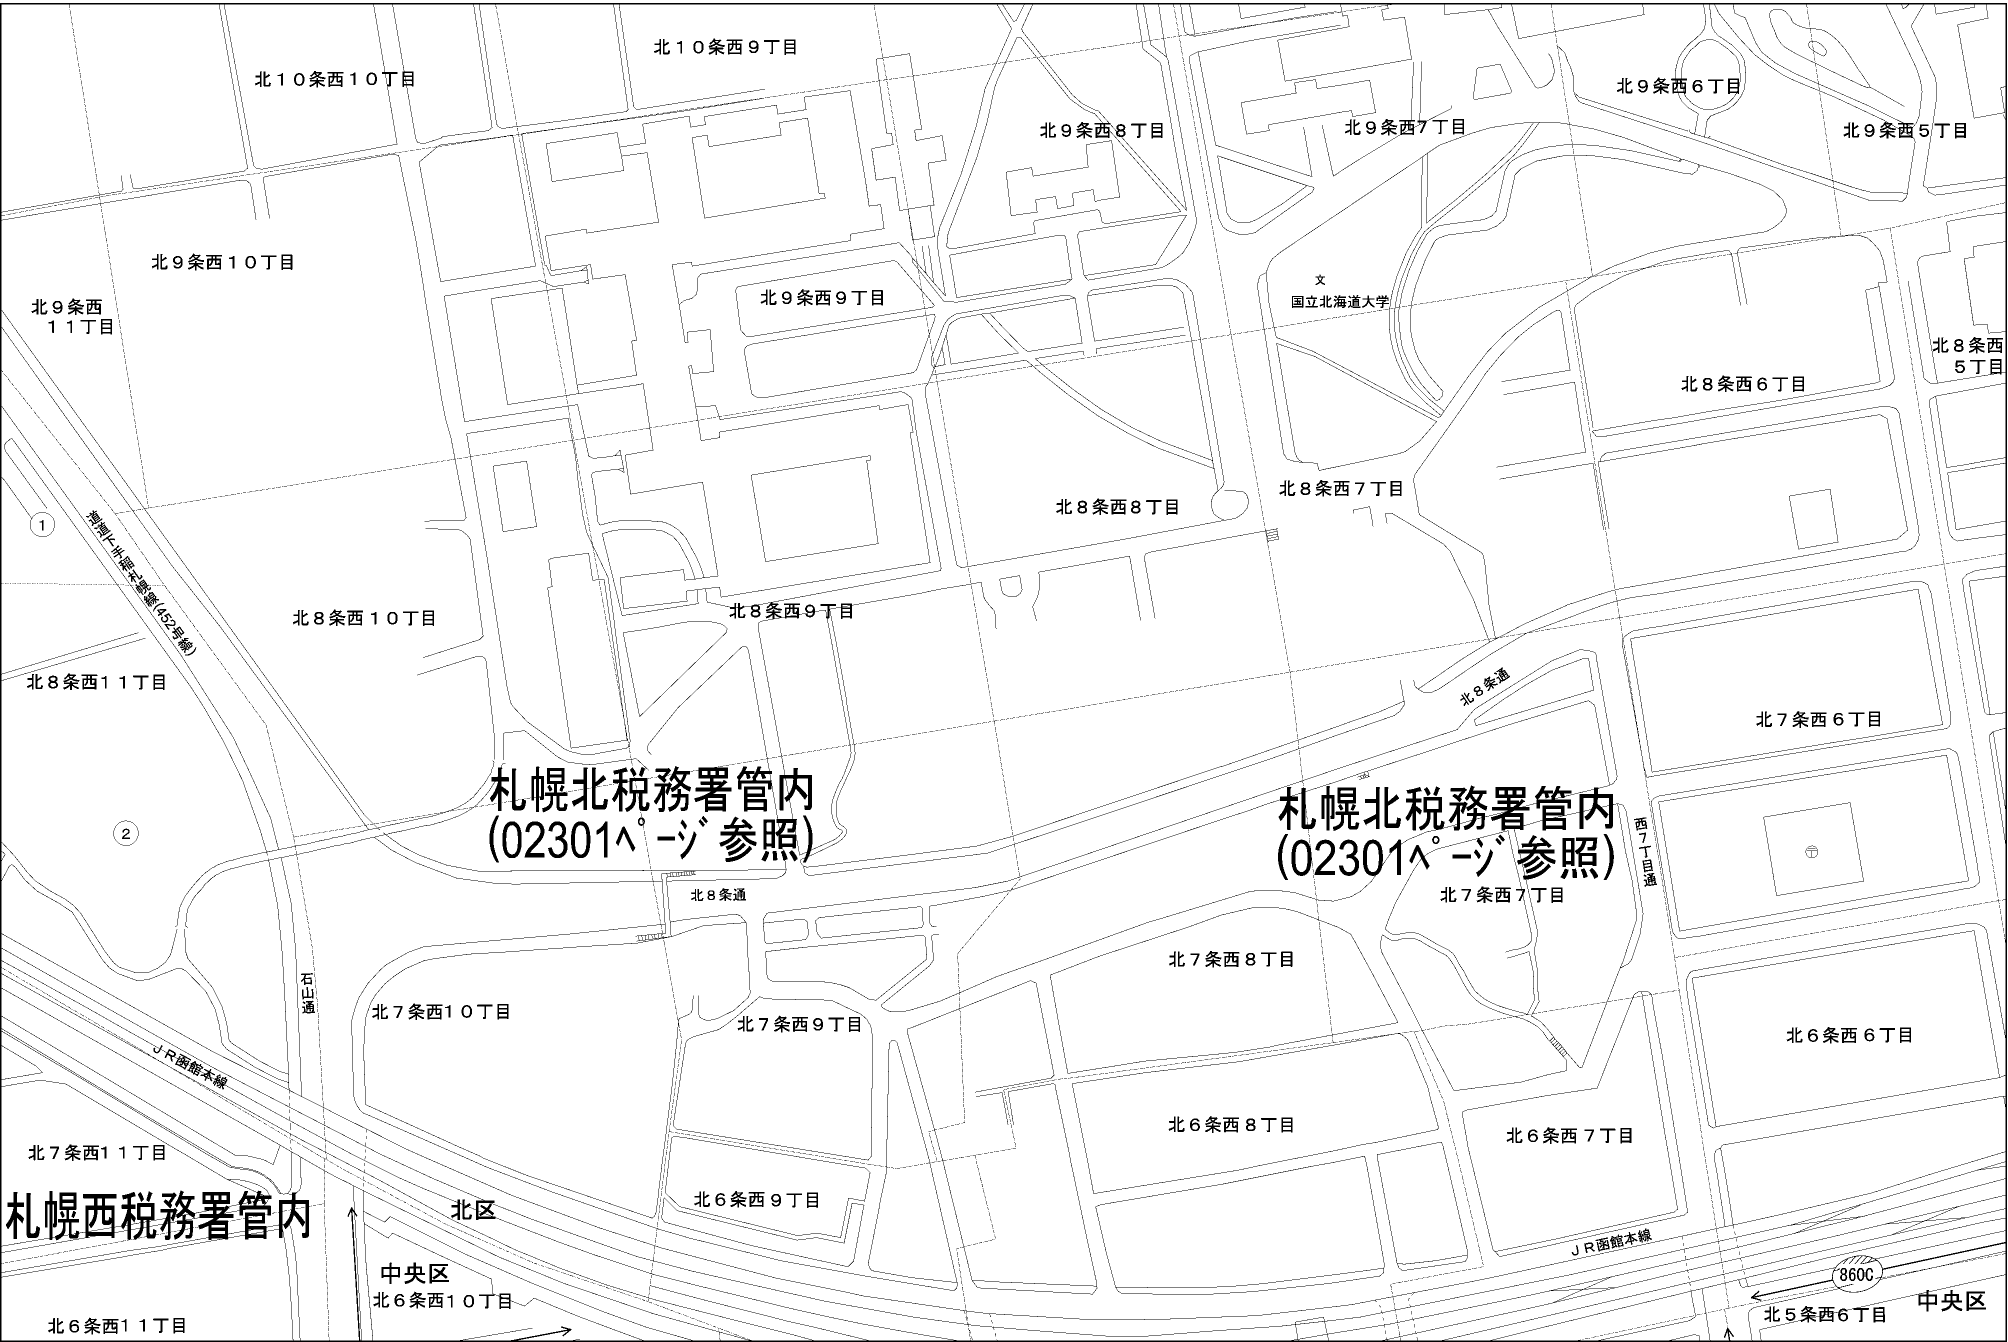 北１０条西９丁目
北１０条西１０丁目
北９条西６丁目
北９条西８丁目
北９条西７丁目
北９条西５丁目
北９条西１０丁目
文
国立北海道大学
北９条西９丁目
北９条西
１１丁目
北８条西
５丁目
北８条西６丁目
北８条西７丁目
北８条西８丁目
1
道道下手稲札幌線(452号線)
北８条西９丁目
北８条西１０丁目
北８条西１１丁目
北８条通
北７条西６丁目
札幌北税務署管内
(02301ﾍﾟｰｼﾞ参照)
札幌北税務署管内
(02301ﾍﾟｰｼﾞ参照)
2
西７丁目通
〒
北８条通
北７条西７丁目
北７条西８丁目
石山通
北７条西１０丁目
北７条西９丁目
北６条西６丁目
ＪＲ函館本線
北６条西８丁目
北６条西７丁目
北７条西１１丁目
北６条西９丁目
札幌西税務署管内
北区
ＪＲ函館本線
中央区
860C
北６条西１０丁目
中央区
北５条西６丁目
北６条西１１丁目